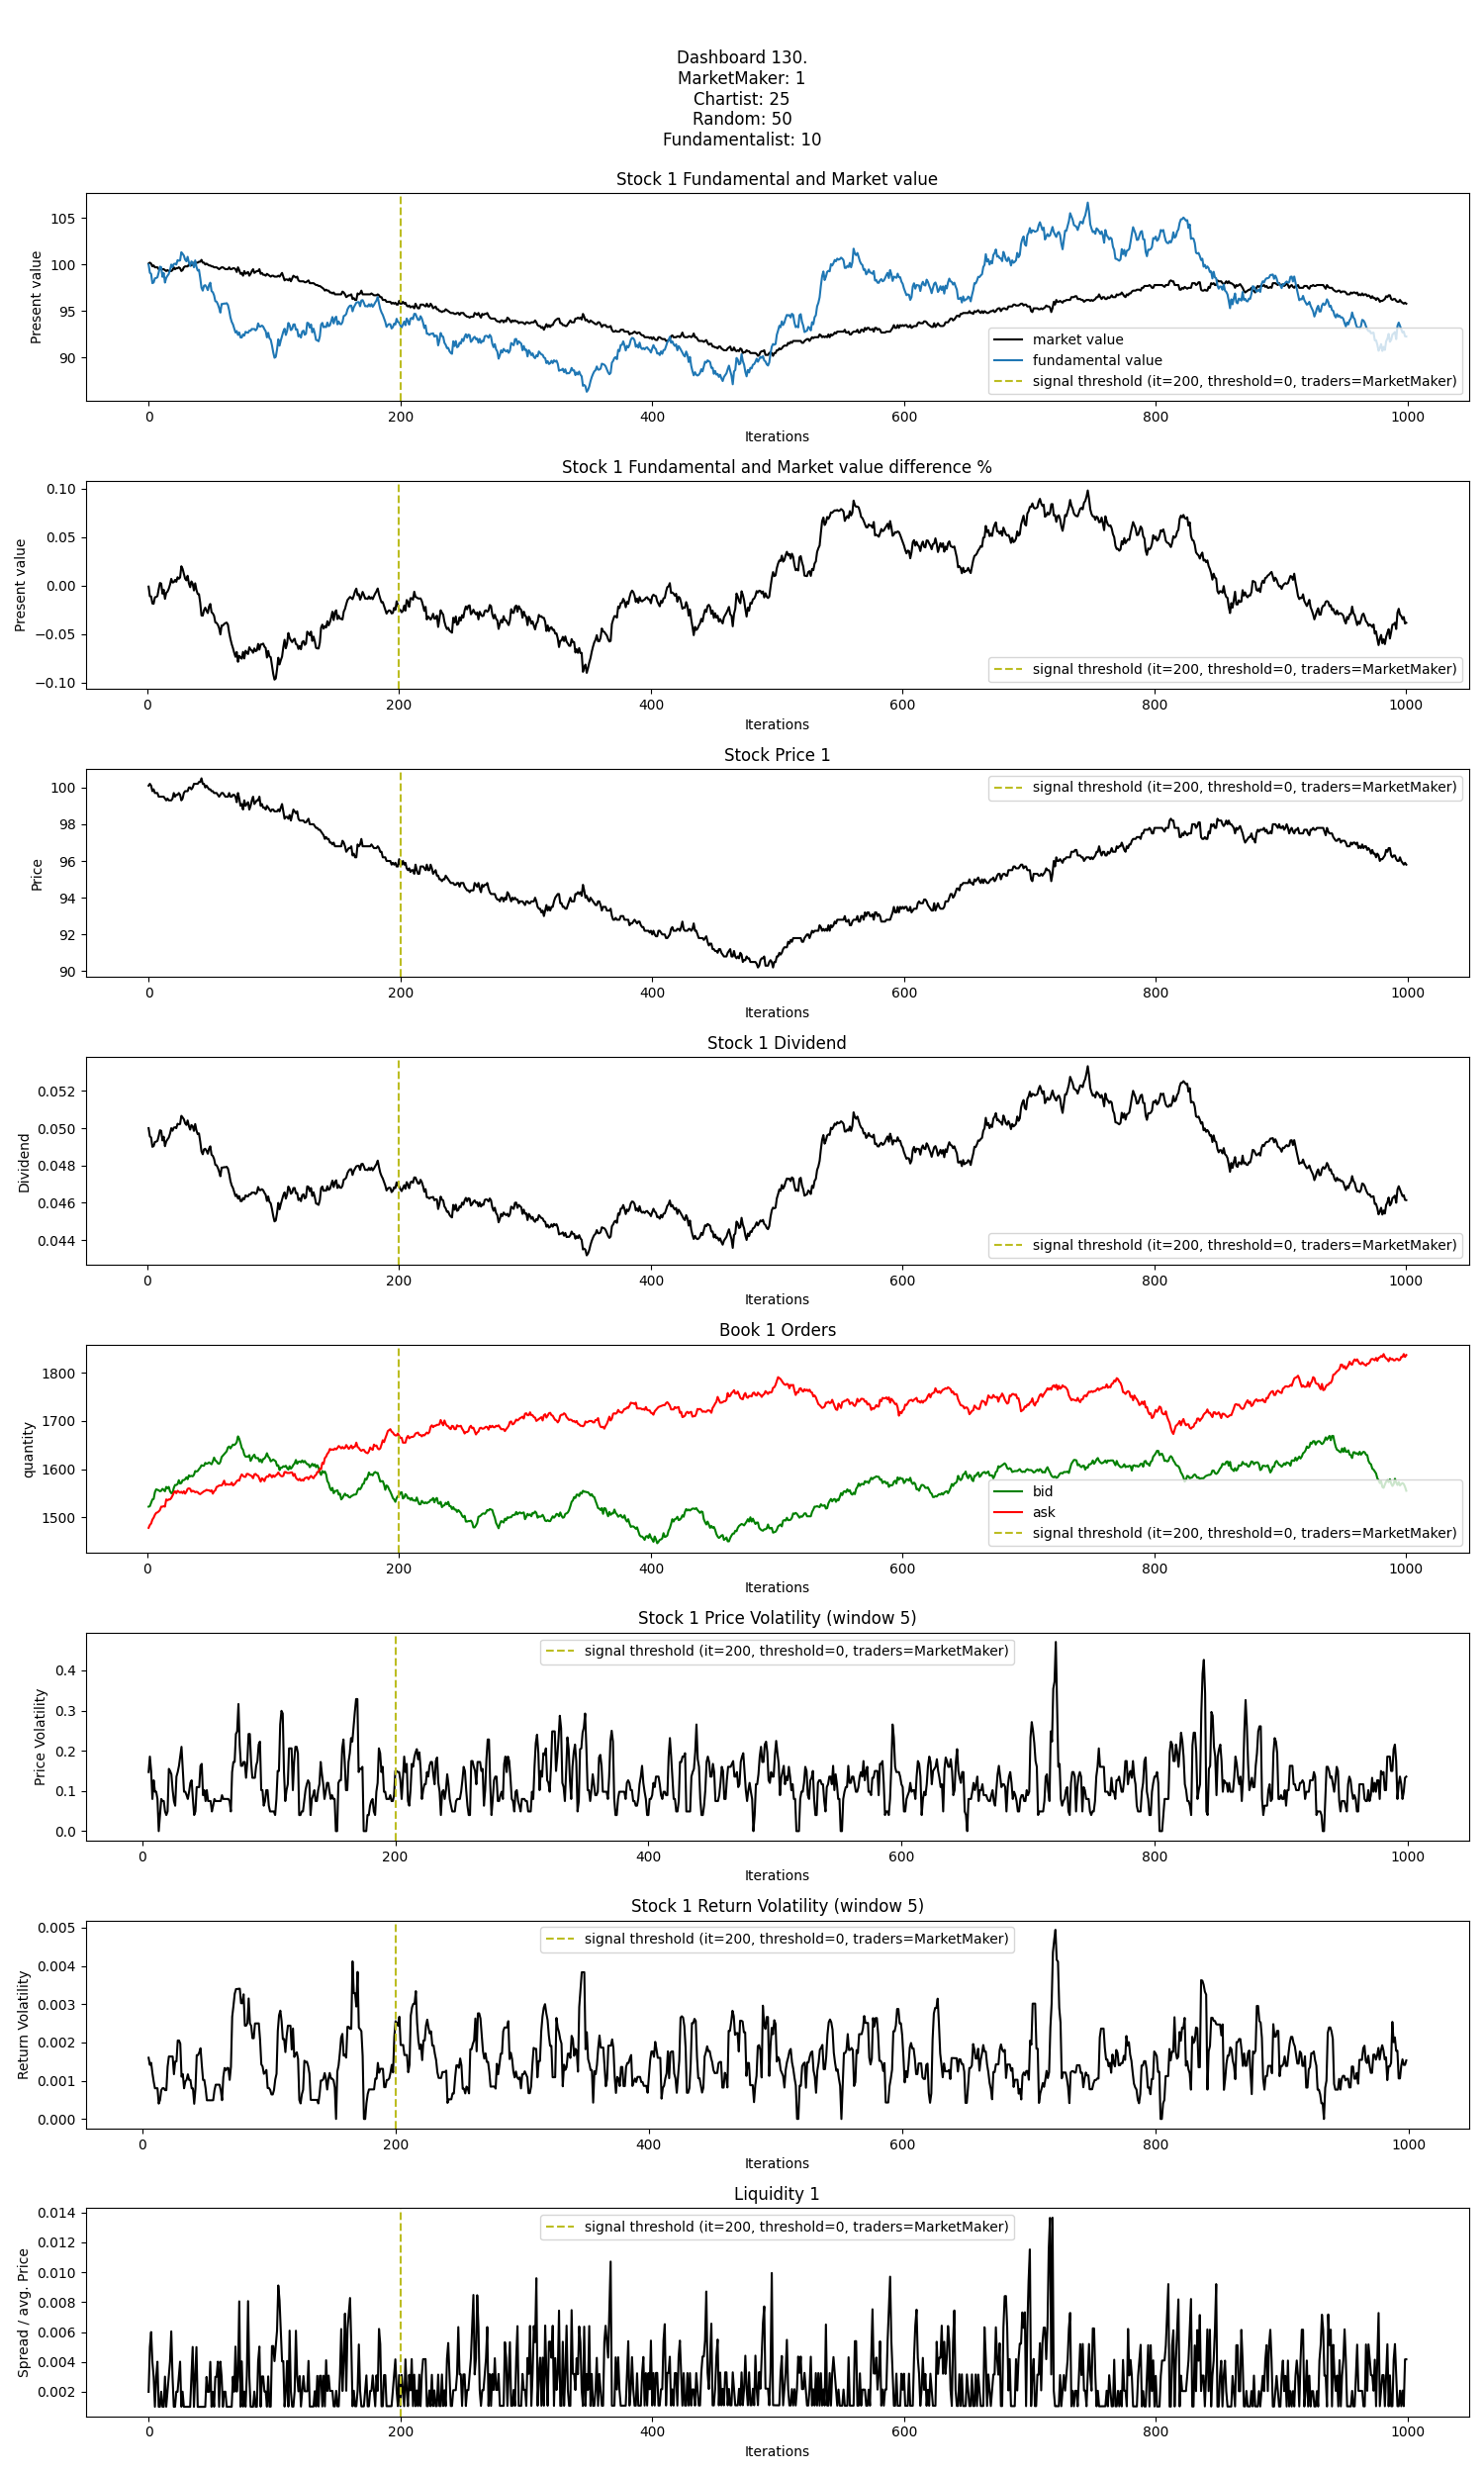 Dashboard 130.
MarketMaker: 1
Chartist: 25
Random: 50
Fundamentalist: 10
Stock 1 Fundamental and Market value
Present value
105
100
95
90
market value
fundamental value
signal threshold (it=200, threshold=0, traders=MarketMaker)
0 200 400 600 800 1000
Iterations
Stock 1 Fundamental and Market value difference %
Present value
0.10
0.05
0.00
−0.05
−0.10
signal threshold (it=200, threshold=0, traders=MarketMaker)
0 200 400 600 800 1000
Iterations
Stock Price 1
Price
100
98
96
94
92
90
signal threshold (it=200, threshold=0, traders=MarketMaker)
0 200 400 600 800 1000
Iterations
Stock 1 Dividend
Dividend
0.052
0.050
0.048
0.046
0.044
signal threshold (it=200, threshold=0, traders=MarketMaker)
0 200 400 600 800 1000
Iterations
Book 1 Orders
quantity
1800
1700
1600
1500
bid
ask
signal threshold (it=200, threshold=0, traders=MarketMaker)
0 200 400 600 800 1000
Iterations
Stock 1 Price Volatility (window 5)
Price Volatility
0.4
0.3
0.2
0.1
0.0
signal threshold (it=200, threshold=0, traders=MarketMaker)
0 200 400 600 800 1000
Iterations
Stock 1 Return Volatility (window 5)
Return Volatility
0.005
0.004
0.003
0.002
0.001
0.000
signal threshold (it=200, threshold=0, traders=MarketMaker)
0 200 400 600 800 1000
Iterations
Liquidity 1
Spread / avg. Price
0.014
0.012
0.010
0.008
0.006
0.004
0.002
signal threshold (it=200, threshold=0, traders=MarketMaker)
0 200 400 600 800 1000
Iterations